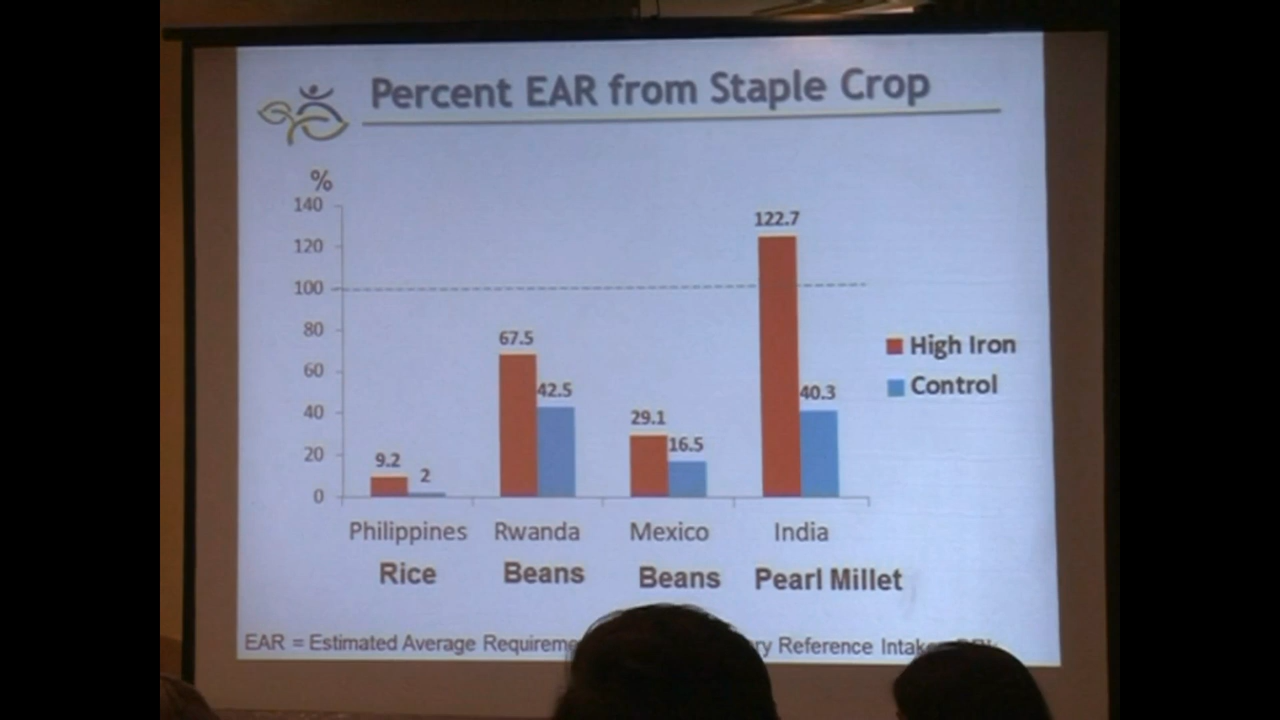 Percent EAR from Staple Crop
%
140
120
100
80
60
40
20
0
9.2
2
67.5
42.5
29.1
16.5
122.7
40.3
High Iron
Control
Philippines Rwanda Mexico India
Rice Beans Beans Pearl Millet
EAR = Estimated Average Reference Intake